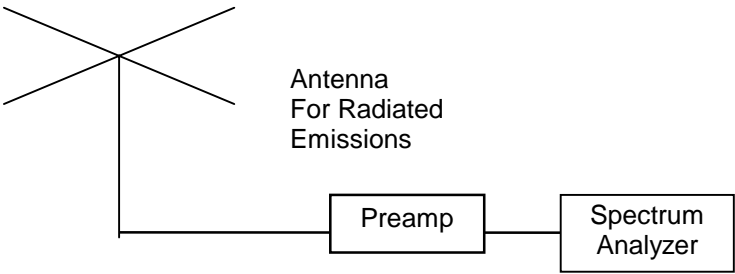 Antenna
For Radiated
Emissions
Preamp
Spectrum
Analyzer